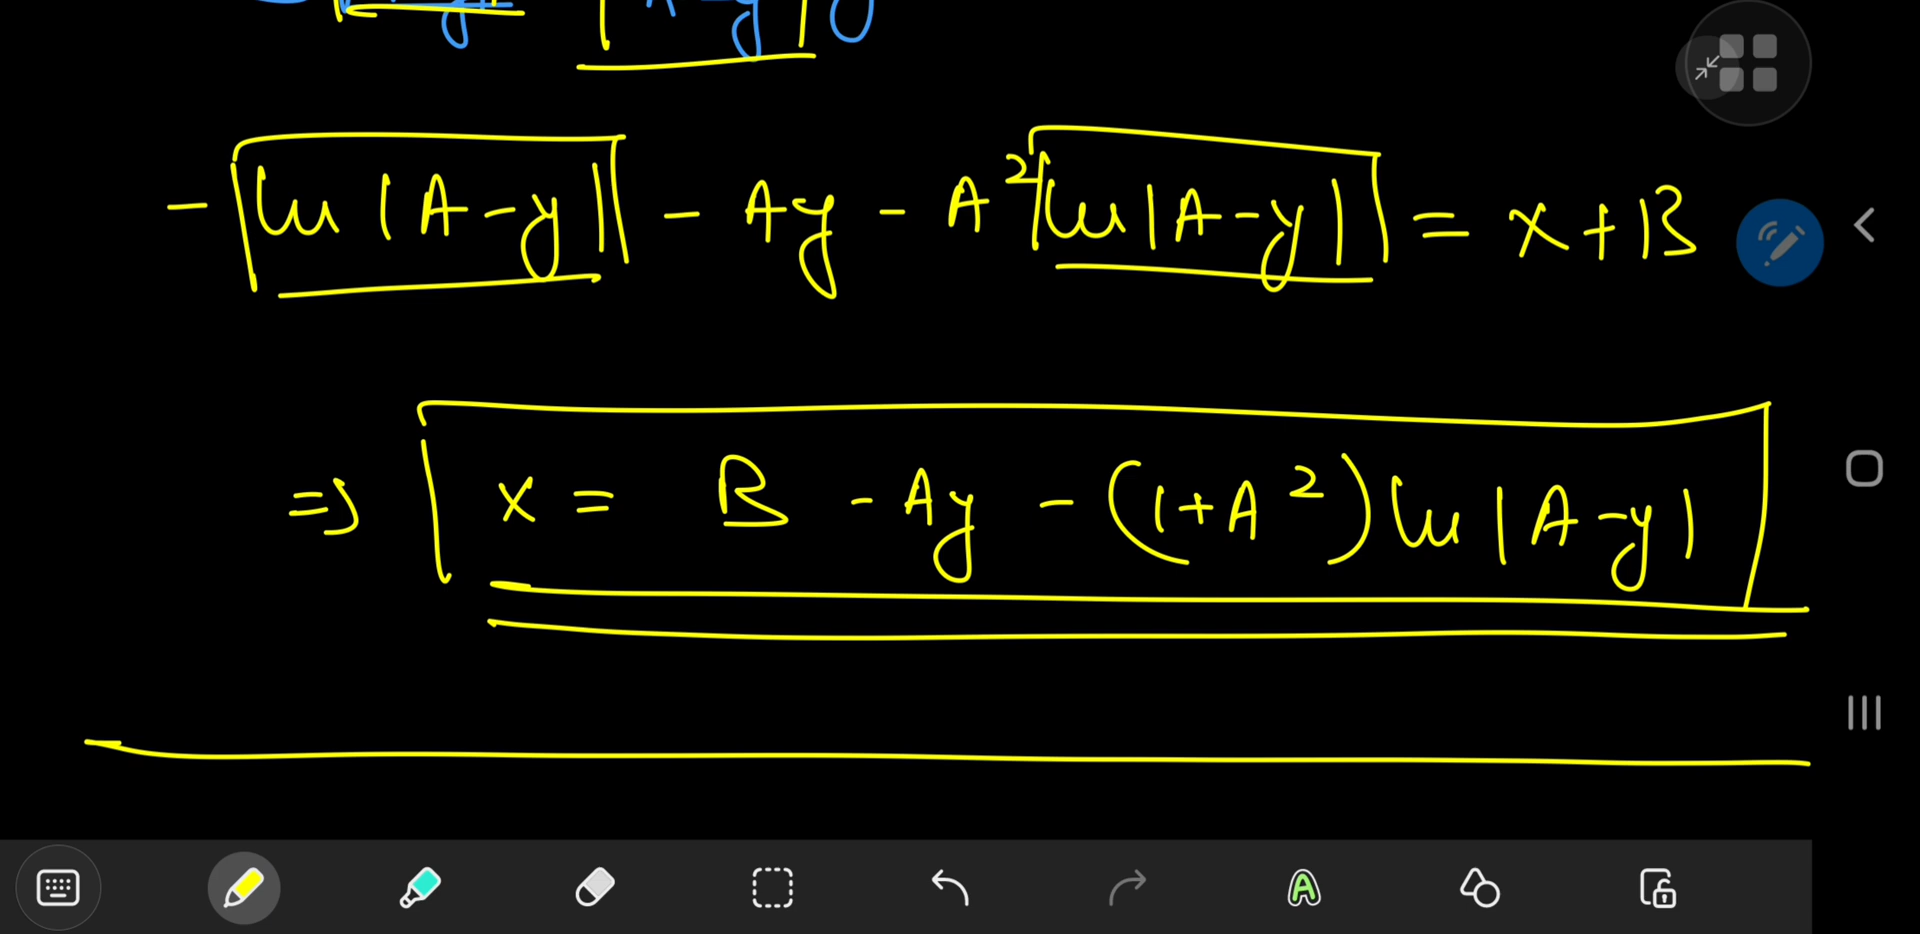 - ln |A-y| - Ay - A² ln |A-y| = x + B
=> x = B - Ay - (1+A²) ln |A-y|
A